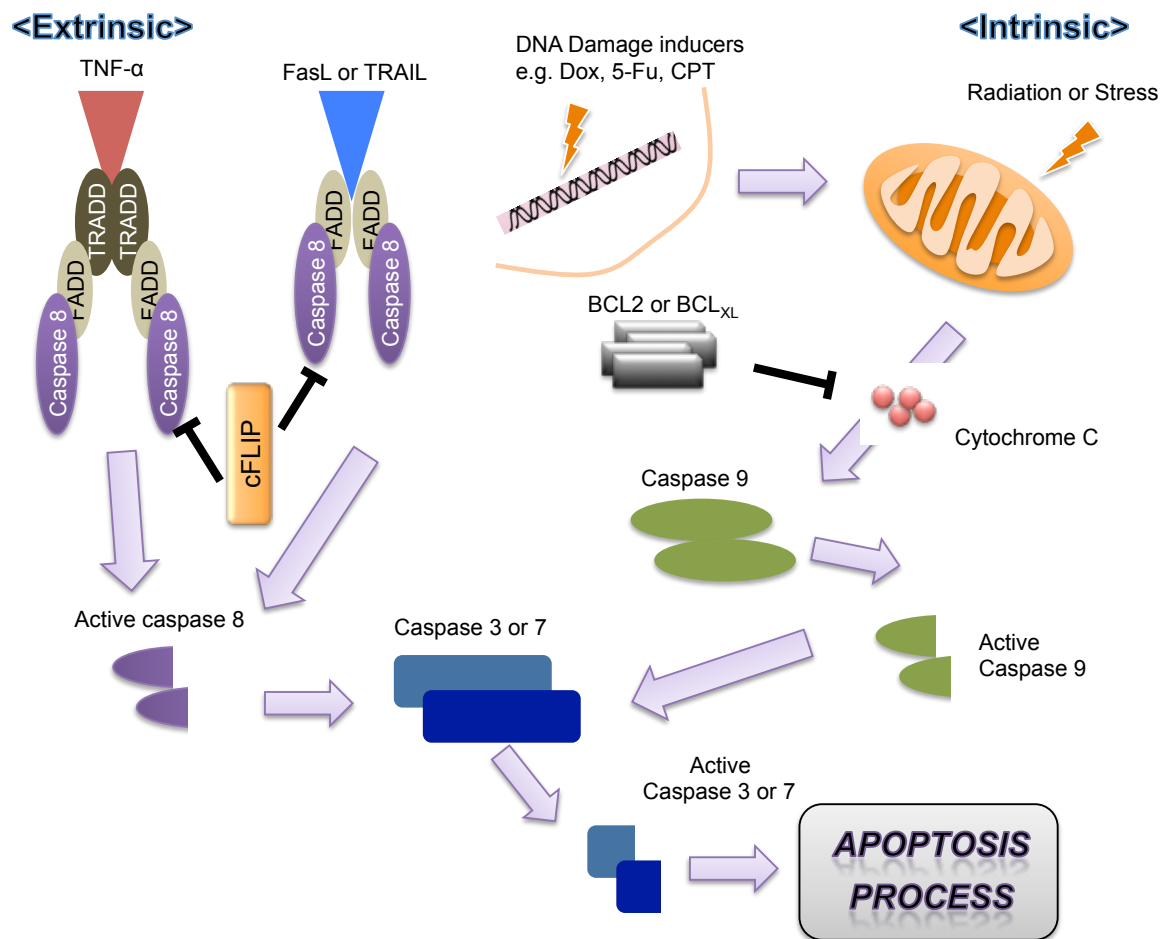 <Extrinsic>
<Intrinsic>
TNF-α
FasL or TRAIL
DNA Damage inducers
e.g. Dox, 5-Fu, CPT
Radiation or Stress
TRADD
TRADD
FADD
FADD
Caspase 8
Caspase 8
FADD
FADD
Caspase 8
Caspase 8
cFLIP
BCL2 or BCLXL
Cytochrome C
Caspase 9
Active caspase 8
Caspase 3 or 7
Active
Caspase 9
Active
Caspase 3 or 7
APOPTOSIS
PROCESS